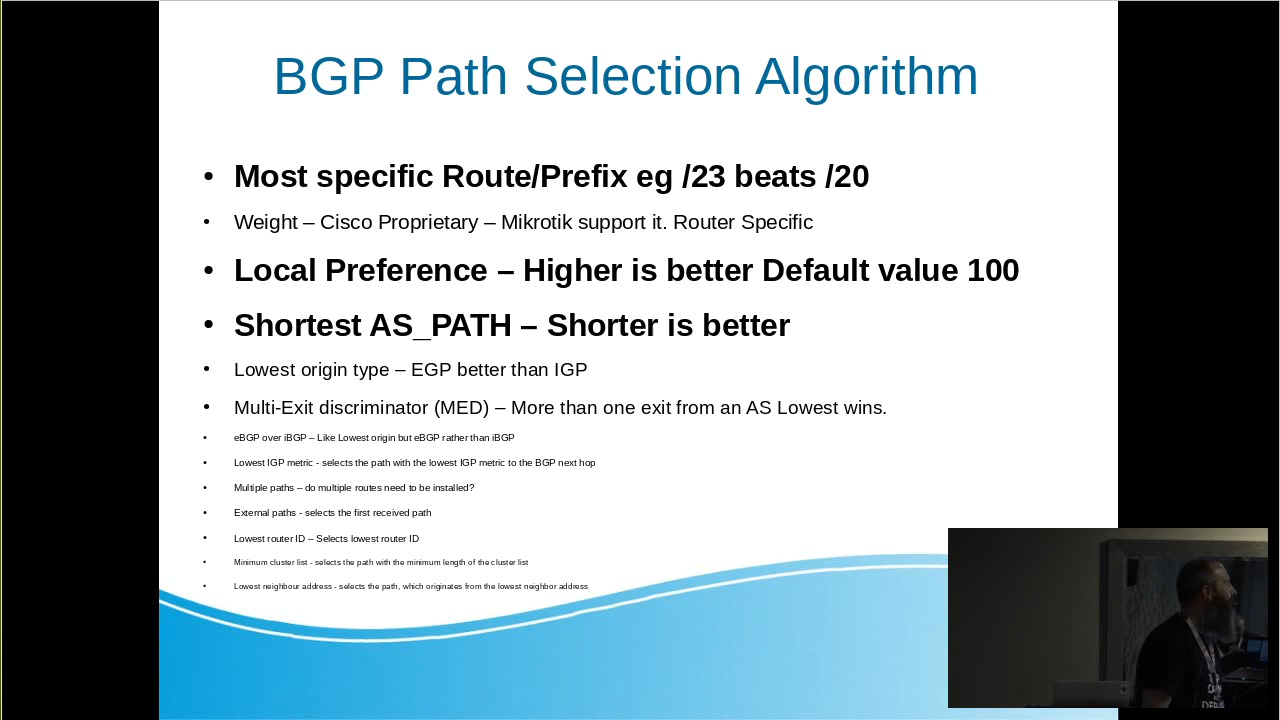 BGP Path Selection Algorithm
• Most specific Route/Prefix eg /23 beats /20
• Weight – Cisco Proprietary – Mikrotik support it. Router Specific
• Local Preference – Higher is better Default value 100
• Shortest AS_PATH – Shorter is better
• Lowest origin type – EGP better than IGP
• Multi-Exit discriminator (MED) – More than one exit from an AS Lowest wins.
• eBGP over iBGP – Like Lowest origin but eBGP rather than iBGP
• Lowest IGP metric - selects the path with the lowest IGP metric to the BGP next hop
• Multiple paths – do multiple routes need to be installed?
• External paths - selects the first received path
• Lowest router ID – Selects lowest router ID
• Minimum cluster list - selects the path with the minimum length of the cluster list
• Lowest neighbour address - selects the path, which originates from the lowest neighbor address